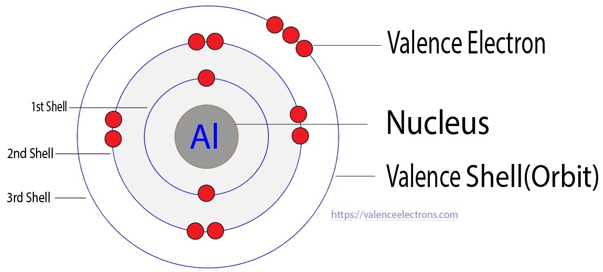 Valence Electron
1st Shell
Al
Nucleus
2nd Shell
Valence Shell(Orbit)
3rd Shell
https://valenceelectrons.com